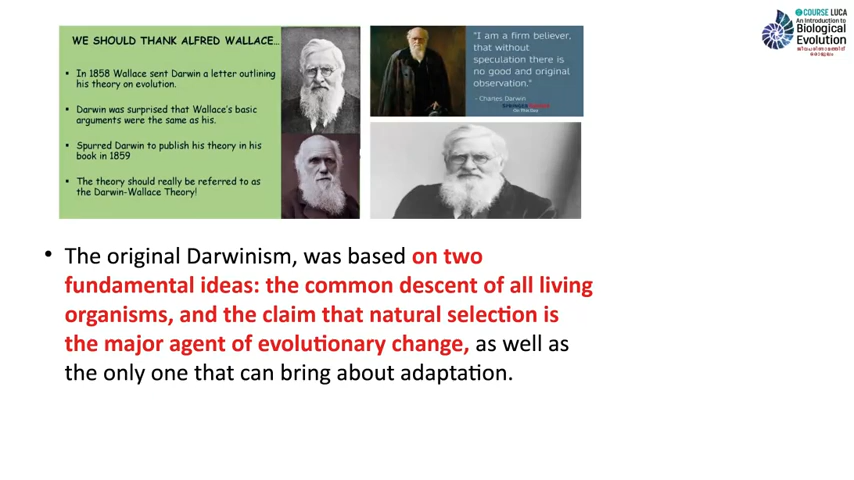 WE SHOULD THANK ALFRED WALLACE...
▪ In 1858 Wallace sent Darwin a letter outlining
his theory on evolution.
▪ Darwin was surprised that Wallace's basic
arguments were the same as his.
▪ Spurred Darwin to publish his theory in his
book in 1859
▪ The theory should really be referred to as
the Darwin-Wallace Theory!
"I am a firm believer,
that without
speculation there is
no good and original
observation."
- Charles Darwin
COURSE LUCA
An Introduction to
Biological
Evolution
• The original Darwinism, was based on two
fundamental ideas: the common descent of all living
organisms, and the claim that natural selection is
the major agent of evolutionary change, as well as
the only one that can bring about adaptation.